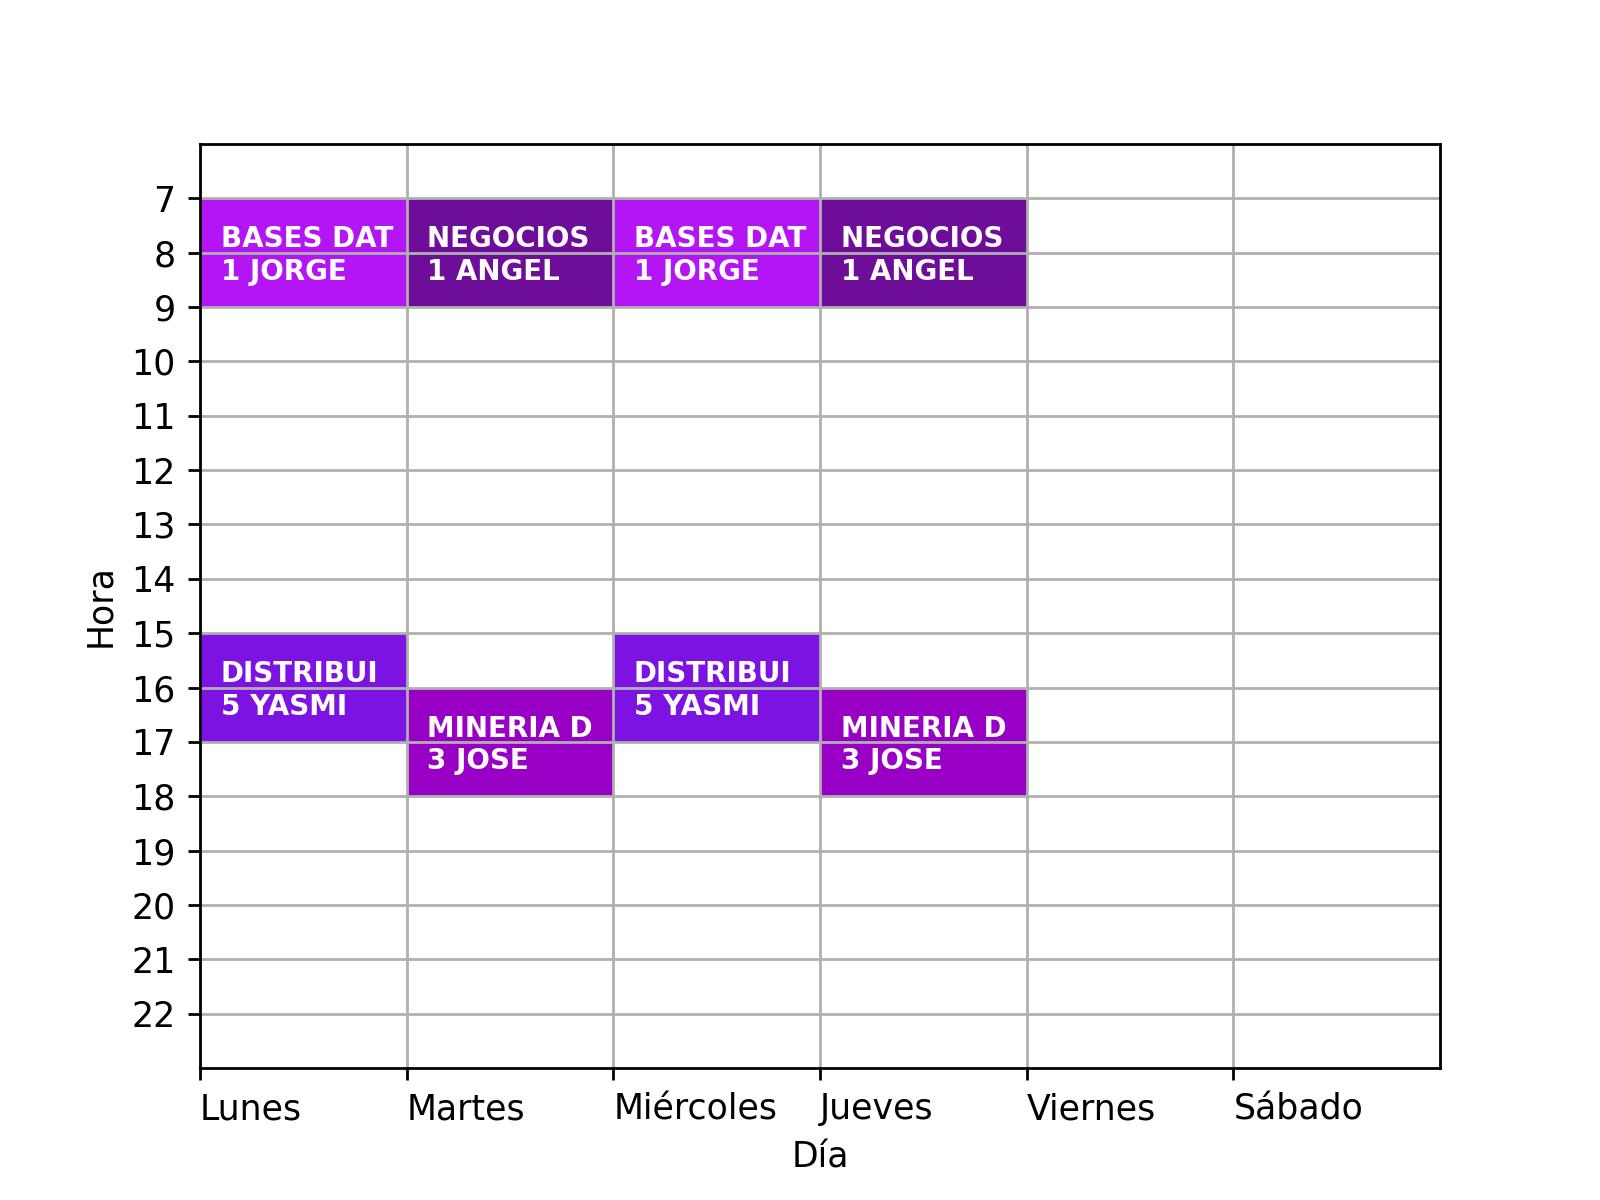 7
BASES DAT
1 JORGE
NEGOCIOS
1 ANGEL
BASES DAT
1 JORGE
NEGOCIOS
1 ANGEL
8
9
10
11
12
13
14
Hora
15
DISTRIBUI
5 YASMI
DISTRIBUI
5 YASMI
16
MINERIA D
3 JOSE
MINERIA D
3 JOSE
17
18
19
20
21
22
Lunes
Martes
Miércoles
Jueves
Viernes
Sábado
Día